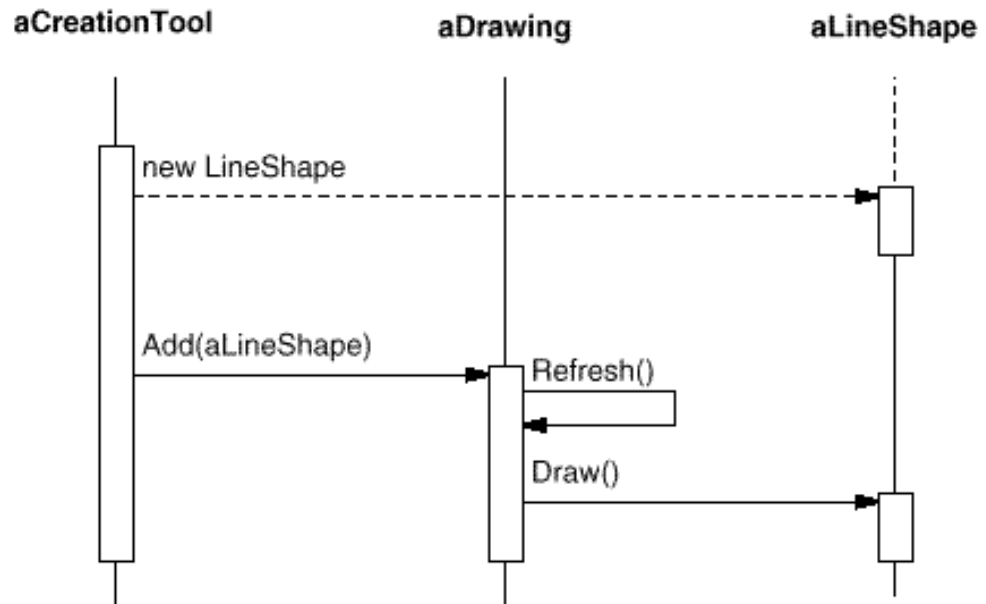 aCreationTool
aDrawing
aLineShape
new LineShape
Add(aLineShape)
Refresh()
Draw()